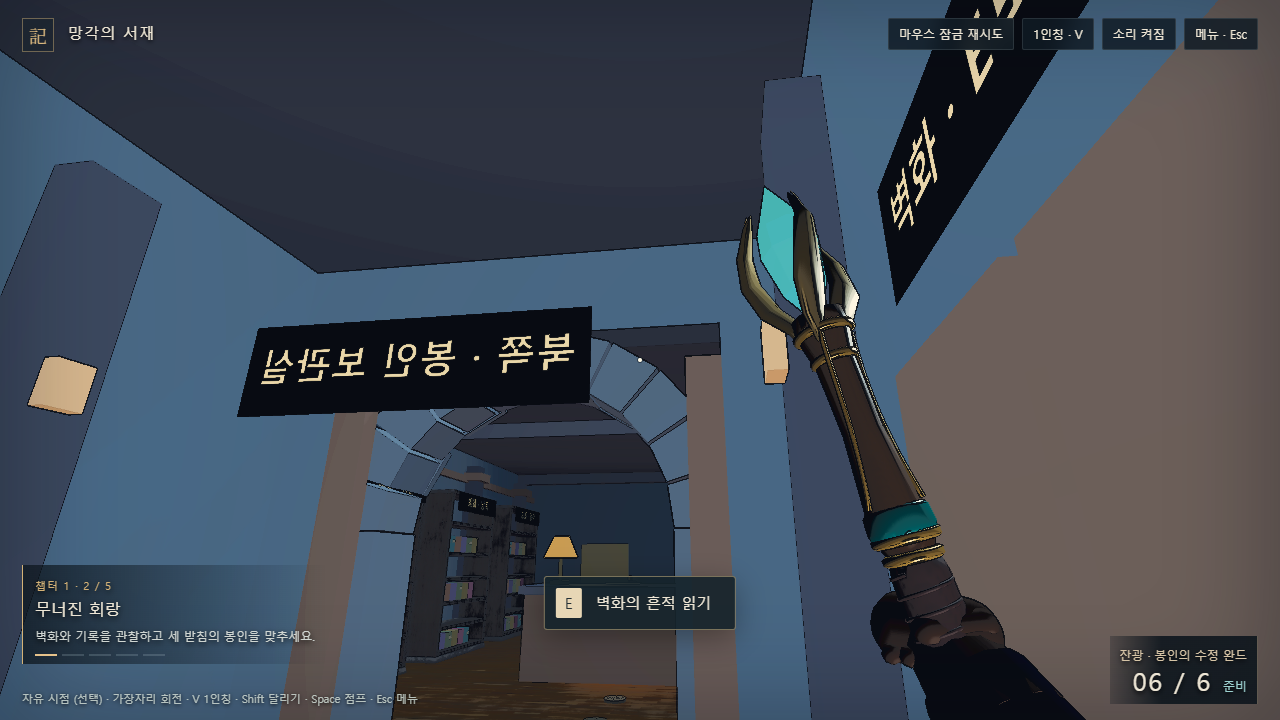 記 망각의 서재
마우스 잠금 재시도
1인칭 · V
소리 켜짐
메뉴 · Esc
북쪽 · 봉인 보관실
E 벽화의 흔적 읽기
챕터 1 · 2 / 5
무너진 회랑
벽화와 기록을 관찰하고 세 받침의 봉인을 맞추세요.
자유 시점 (선택) · 가장자리 회전 · V 1인칭 · Shift 달리기 · Space 점프 · Esc 메뉴
잔광 · 봉인의 수정 완드
06 / 6 준비